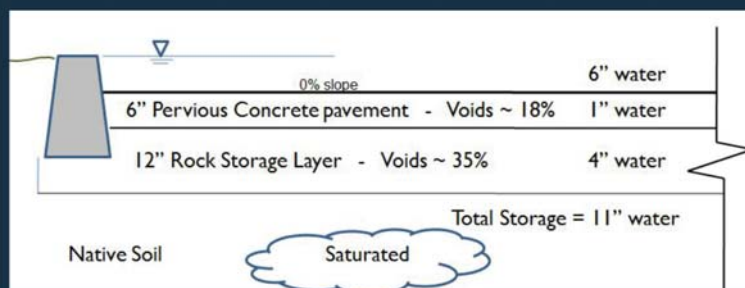 6” water
0% slope
6” Pervious Concrete pavement - Voids ~ 18% 1” water
12” Rock Storage Layer - Voids ~ 35% 4” water
Total Storage = 11” water
Native Soil Saturated